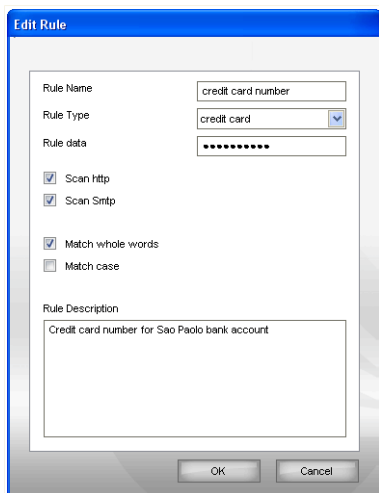 Edit Rule
Rule Name
credit card number
Rule Type
credit card
Rule data
••••••••••
Scan http
Scan Smtp
Match whole words
Match case
Rule Description
Credit card number for Sao Paolo bank account
OK
Cancel